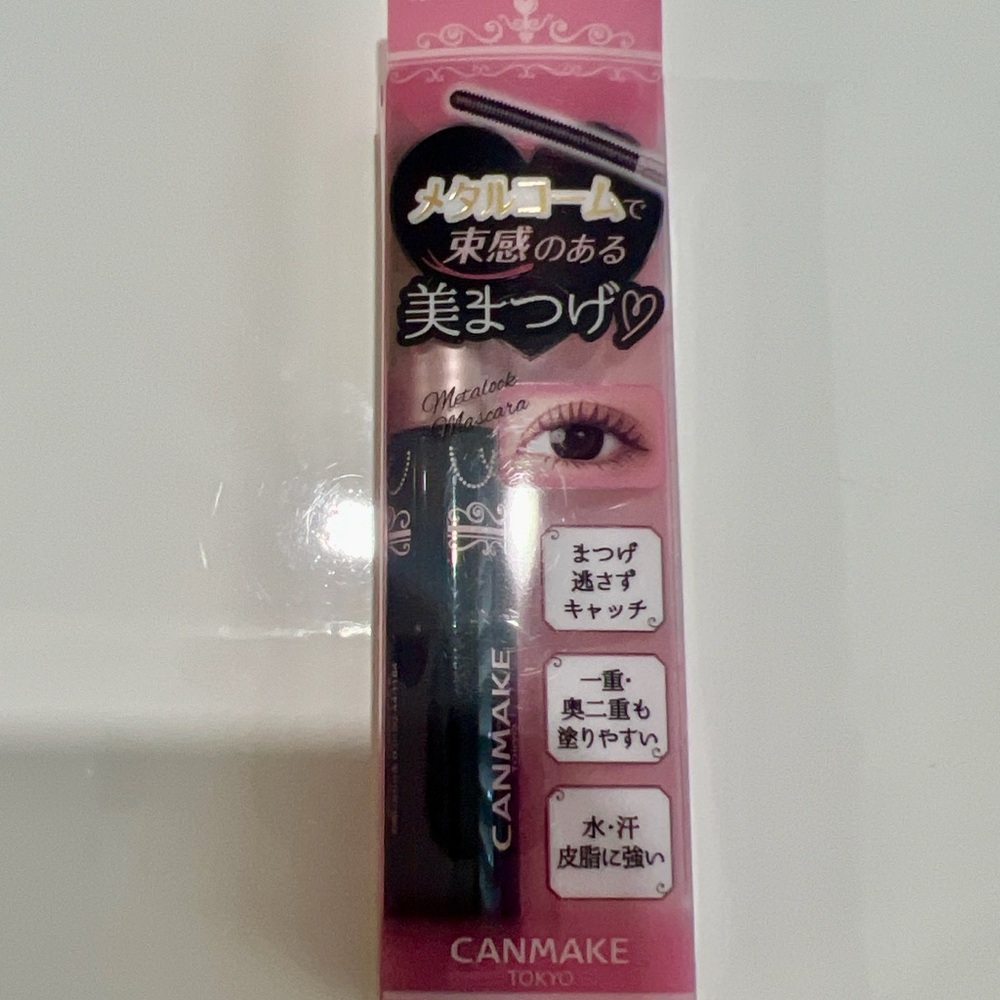 メタルコームで
束感のある
美まつげ♡
Metalook
Mascara
まつげ
逃さず
キャッチ
一重・
奥二重も
塗りやすい
水・汗
皮脂に強い
CANMAKE
CANMAKE
TOKYO